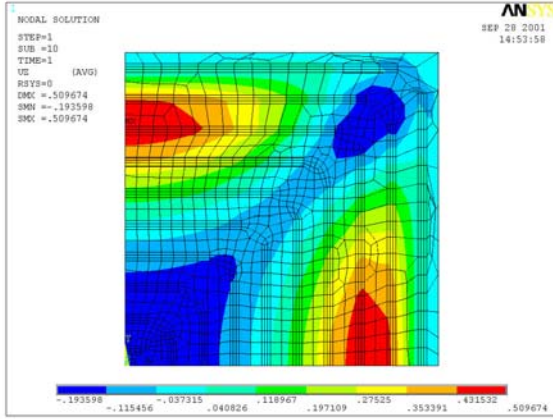 ANSYS
NODAL SOLUTION
SEP 28 2001
14:53:58
STEP=1
SUB =10
TIME=1
UZ (AVG)
RSYS=0
DMX =.509674
SMN =-.193598
SMX =.509674
-.193598 -.037315 .118967 .27525 .431532
-.115456 .040826 .197109 .353391 .509674